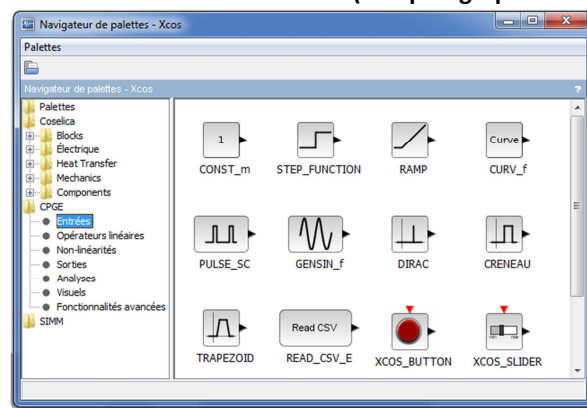 Navigateur de palettes - Xcos
Palettes
Navigateur de palettes - Xcos
?
Palettes
Coselica
Blocks
Électrique
Heat Transfer
Mechanics
Components
CPGE
Entrées
Opérateurs linéaires
Non-linéarités
Sorties
Analyses
Visuels
Fonctionnalités avancées
SIMM
1
CONST_m
STEP_FUNCTION
RAMP
Curve
CURV_f
PULSE_SC
GENSIN_f
DIRAC
CRENEAU
TRAPEZOID
Read CSV
READ_CSV_E
XCOS_BUTTON
XCOS_SLIDER